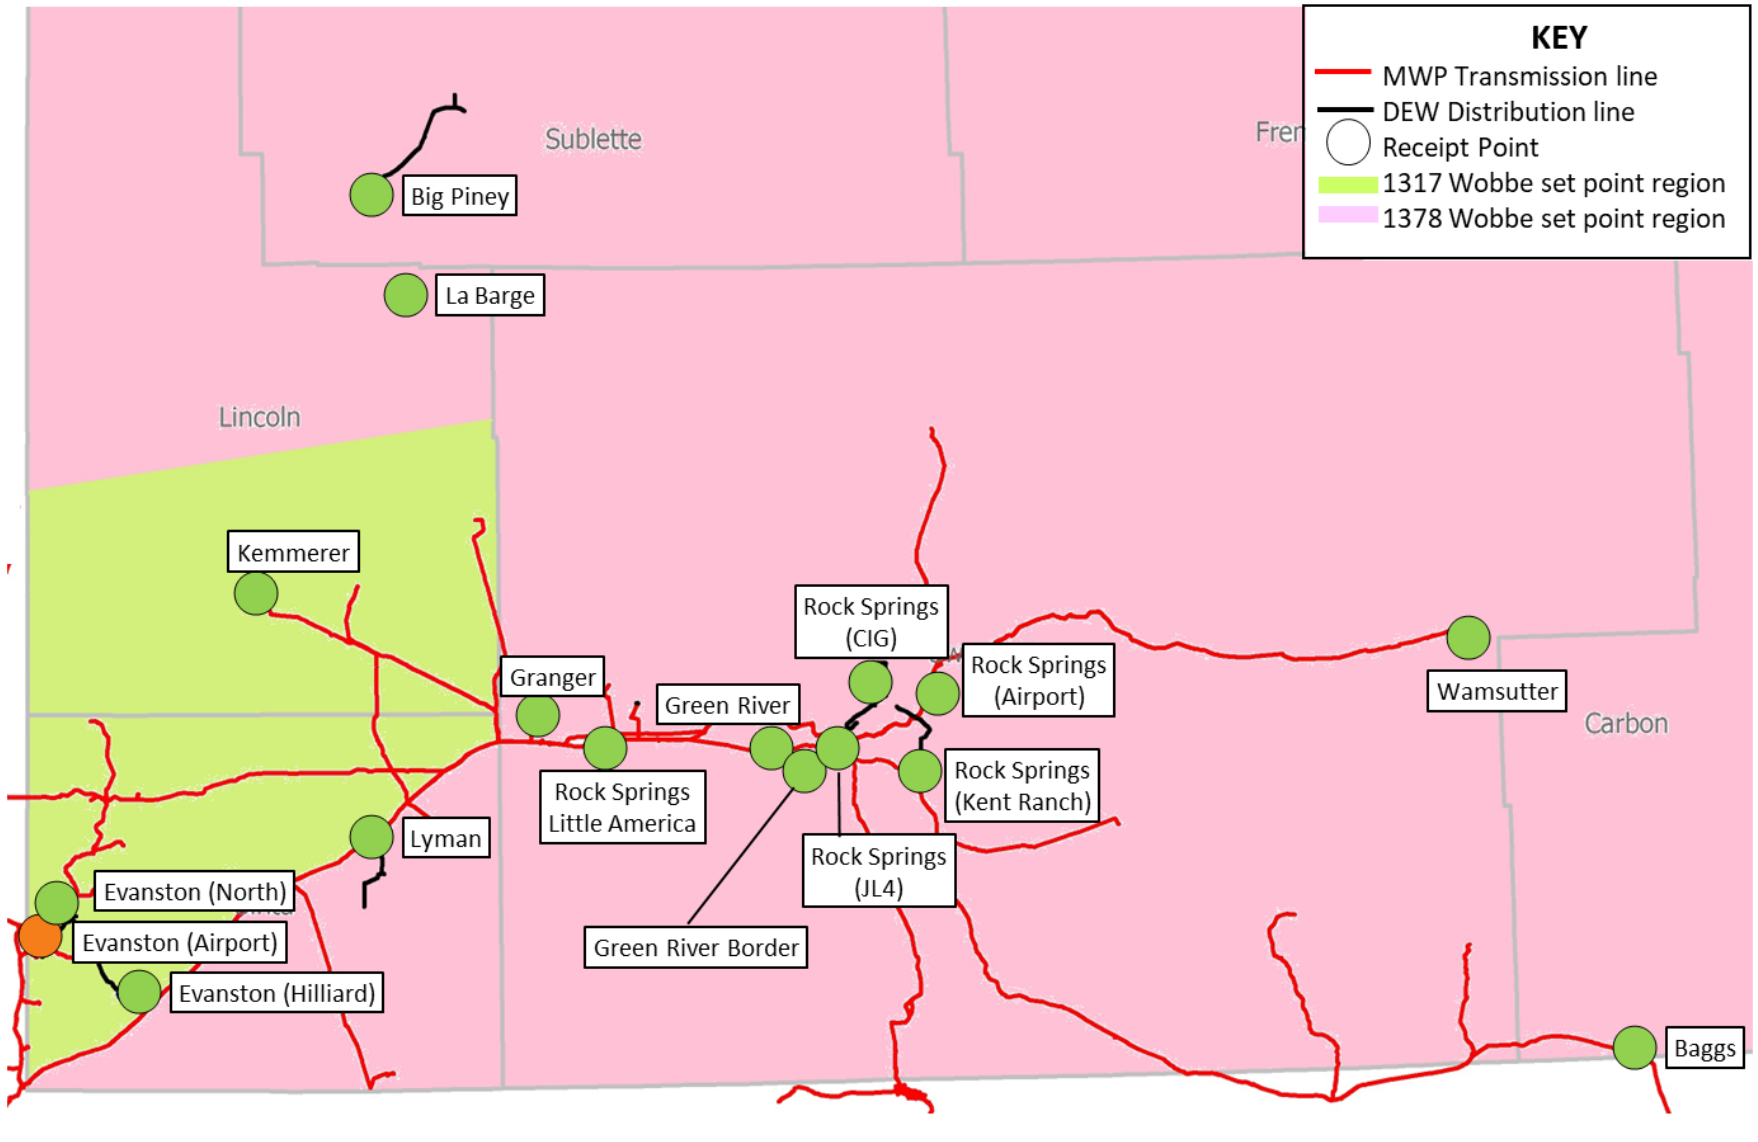 KEY
MWP Transmission line
DEW Distribution line
Receipt Point
1317 Wobbe set point region
1378 Wobbe set point region
Sublette
Big Piney
La Barge
Lincoln
Kemmerer
Rock Springs
(CIG)
Granger
Green River
Rock Springs
(Airport)
Wamsutter
Carbon
Rock Springs
Little America
Rock Springs
(Kent Ranch)
Lyman
Rock Springs
(JL4)
Evanston (North)
Evanston (Airport)
Green River Border
Evanston (Hilliard)
Baggs